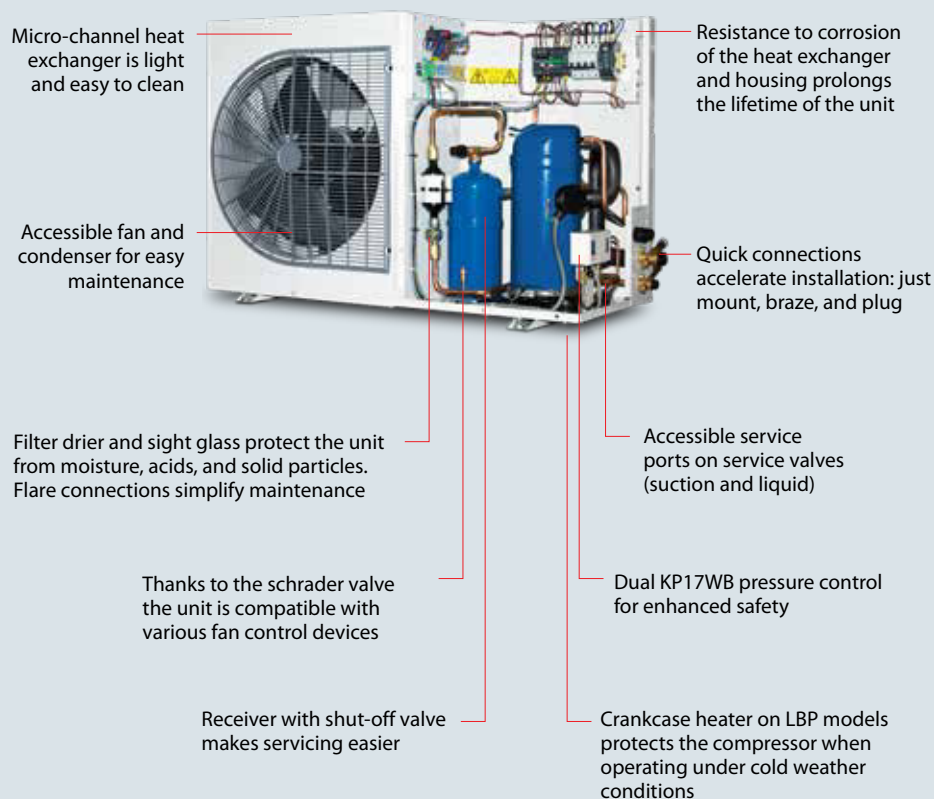 Micro-channel heat
exchanger is light
and easy to clean
Resistance to corrosion
of the heat exchanger
and housing prolongs
the lifetime of the unit
Accessible fan and
condenser for easy
maintenance
Quick connections
accelerate installation: just
mount, braze, and plug
Filter drier and sight glass protect the unit
from moisture, acids, and solid particles.
Flare connections simplify maintenance
Accessible service
ports on service valves
(suction and liquid)
Thanks to the schrader valve
the unit is compatible with
various fan control devices
Dual KP17WB pressure control
for enhanced safety
Receiver with shut-off valve
makes servicing easier
Crankcase heater on LBP models
protects the compressor when
operating under cold weather
conditions